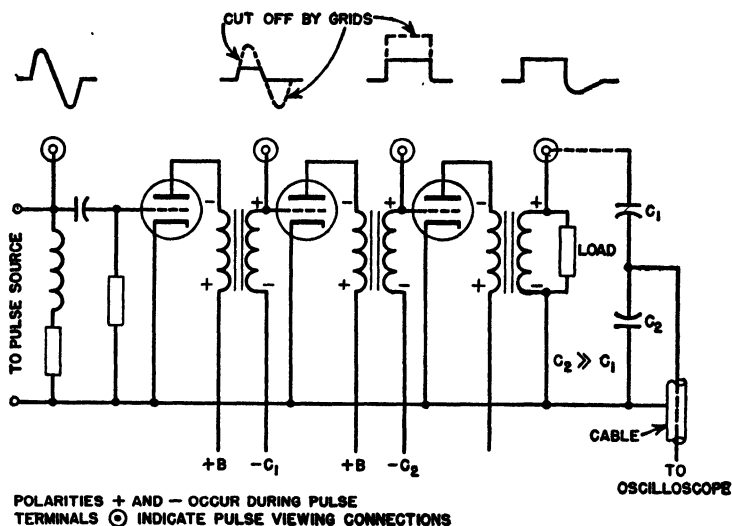 CUT OFF BY GRIDS
TO PULSE SOURCE
-
+
-
+
-
+
+
-
+
-
+
-
LOAD
C₁
C₂
C₂ ≫ C₁
CABLE
+B
-C₁
+B
-C₂
TO
OSCILLOSCOPE
POLARITIES + AND - OCCUR DURING PULSE
TERMINALS ⊙ INDICATE PULSE VIEWING CONNECTIONS